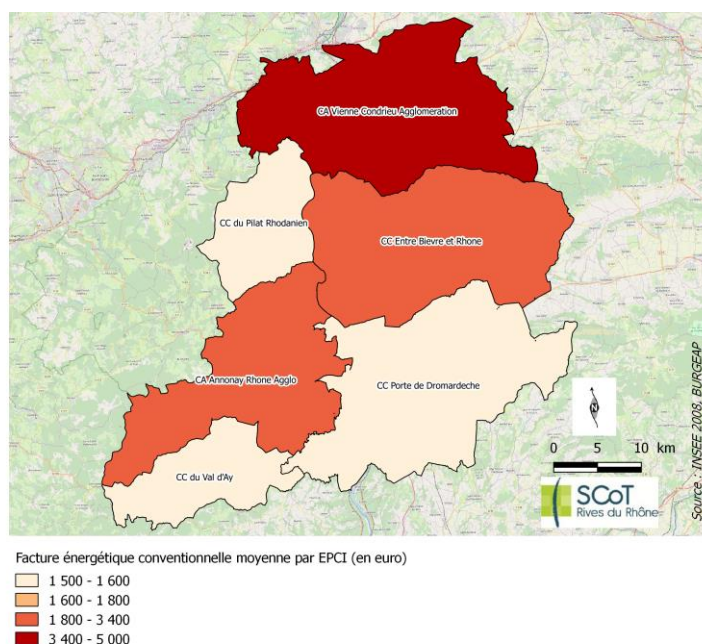 CA Vienne Condrieu Agglomeration
CC du Pilat Rhodanien
CC Entre Bievre et Rhone
CA Annonay Rhone Agglo
CC Porte de Dromardeche
CC du Val d'Ay
N
0 5 10 km
SCoT
Rives du Rhône
Source : INSEE 2008, BURGEAP
Facture énergétique conventionnelle moyenne par EPCI (en euro)
1 500 - 1 600
1 600 - 1 800
1 800 - 3 400
3 400 - 5 000